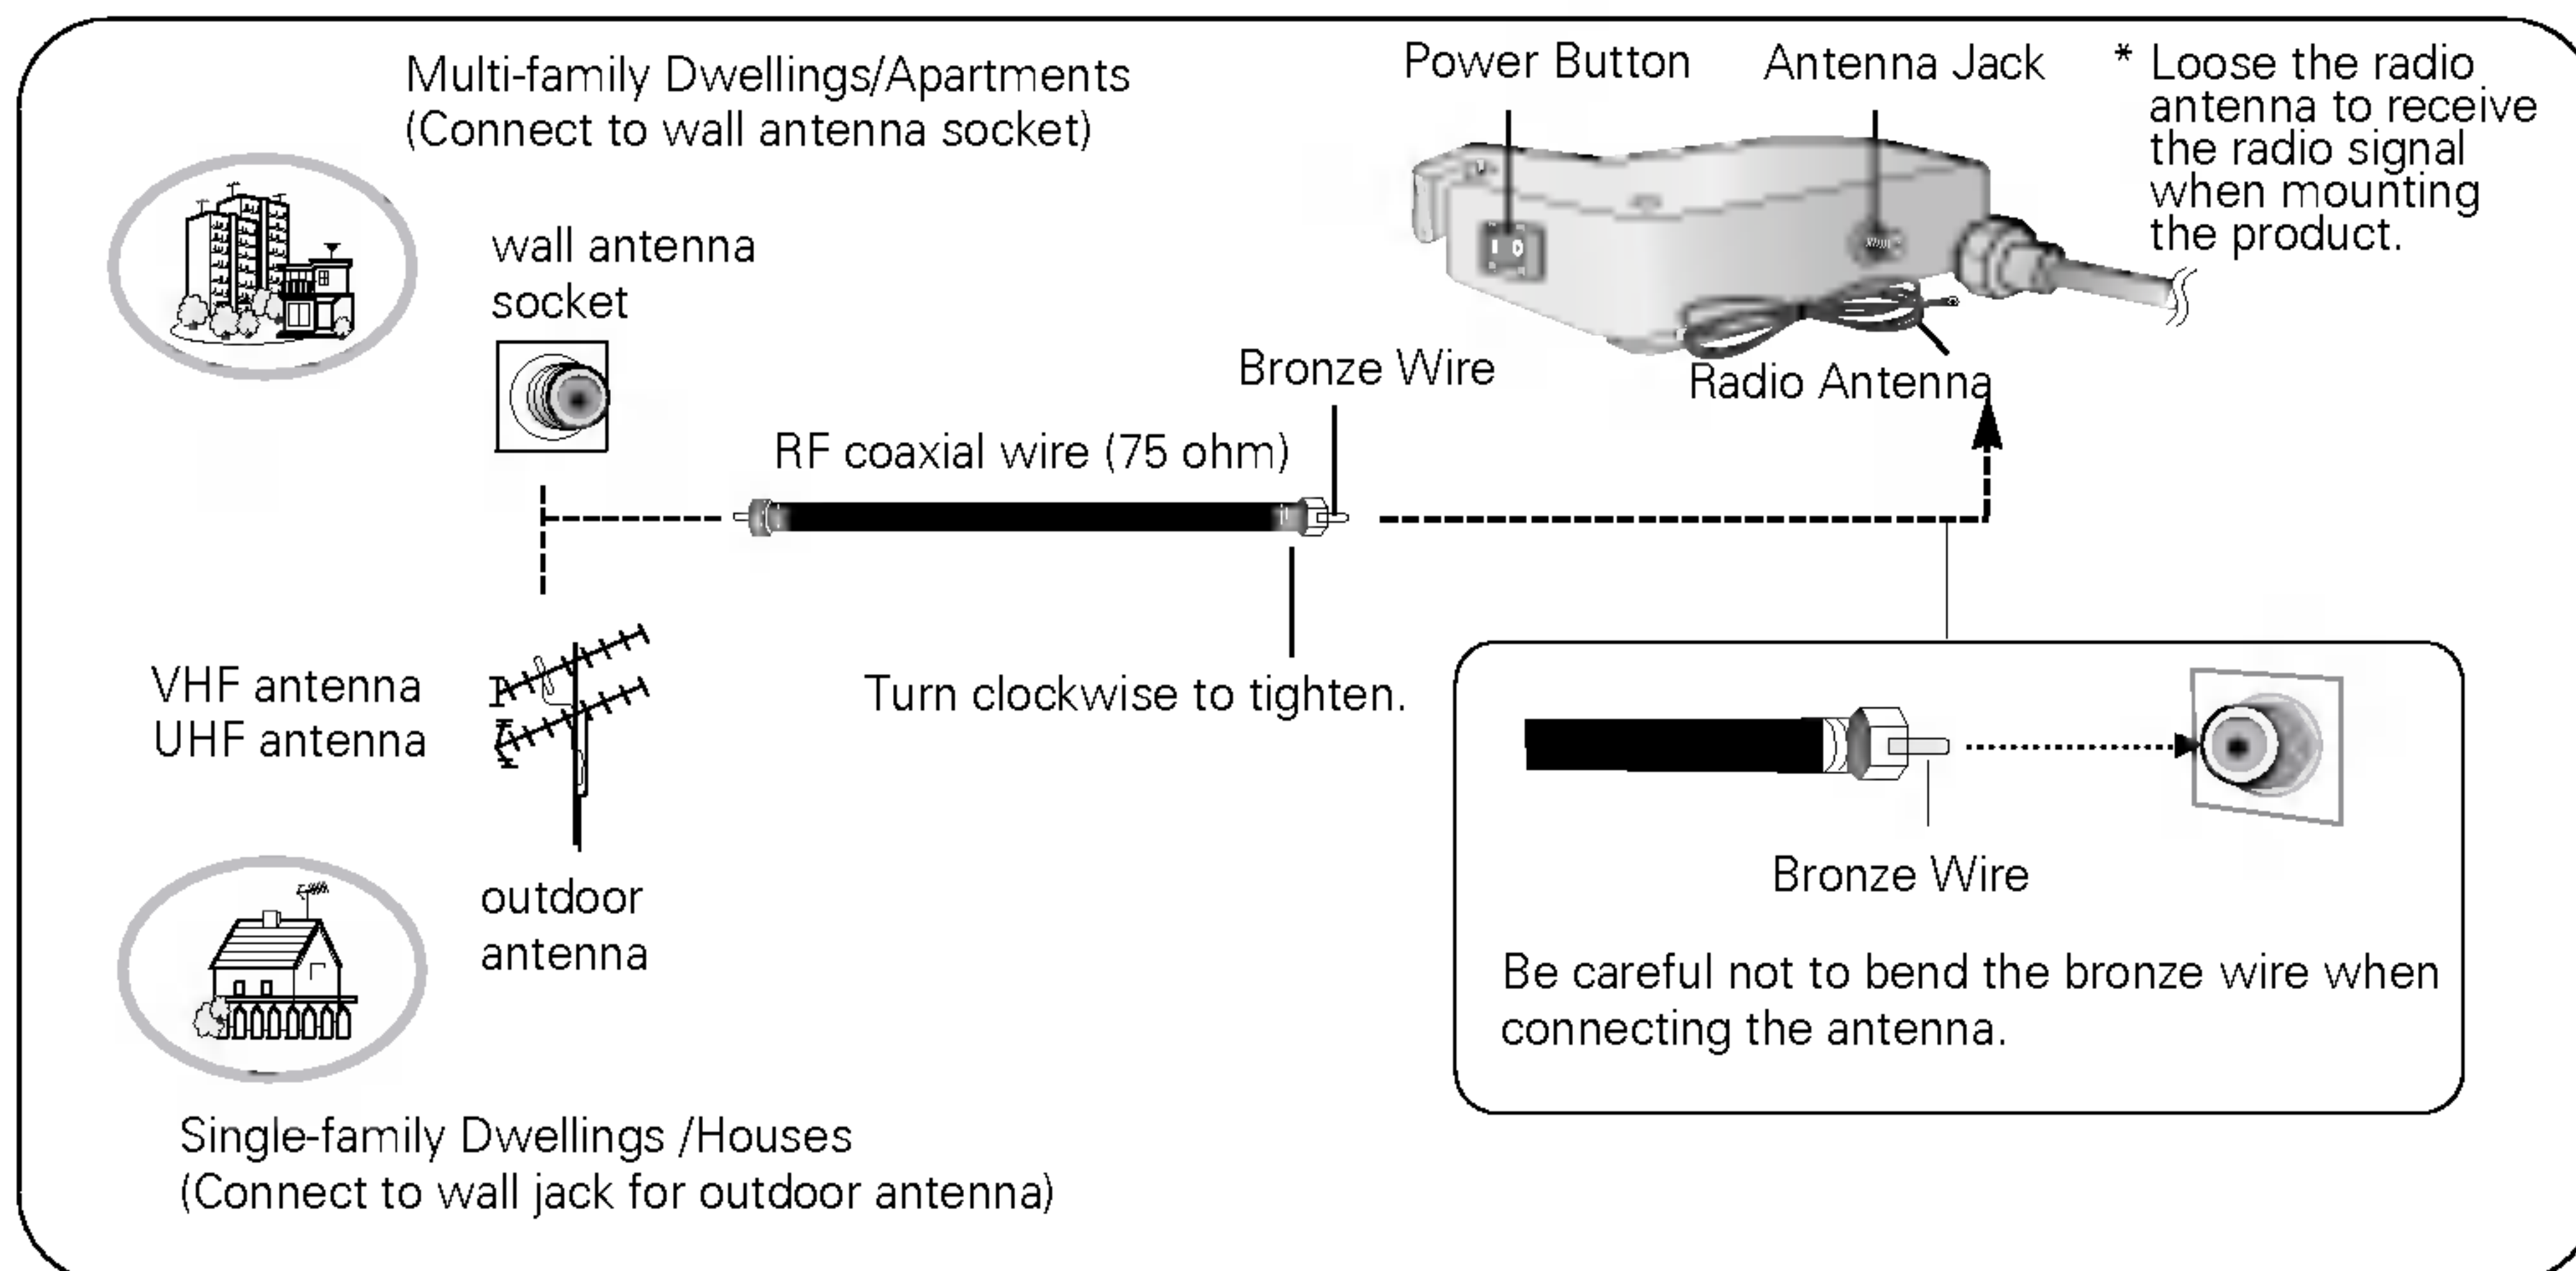 Multi-family Dwellings/Apartments
(Connect to wall antenna socket)
wall antenna
socket
Power Button
Antenna Jack
* Loose the radio
antenna to receive
the radio signal
when mounting
the product.
Radio Antenna
Bronze Wire
RF coaxial wire (75 ohm)
Turn clockwise to tighten.
VHF antenna
UHF antenna
outdoor
antenna
Single-family Dwellings /Houses
(Connect to wall jack for outdoor antenna)
Bronze Wire
Be careful not to bend the bronze wire when
connecting the antenna.